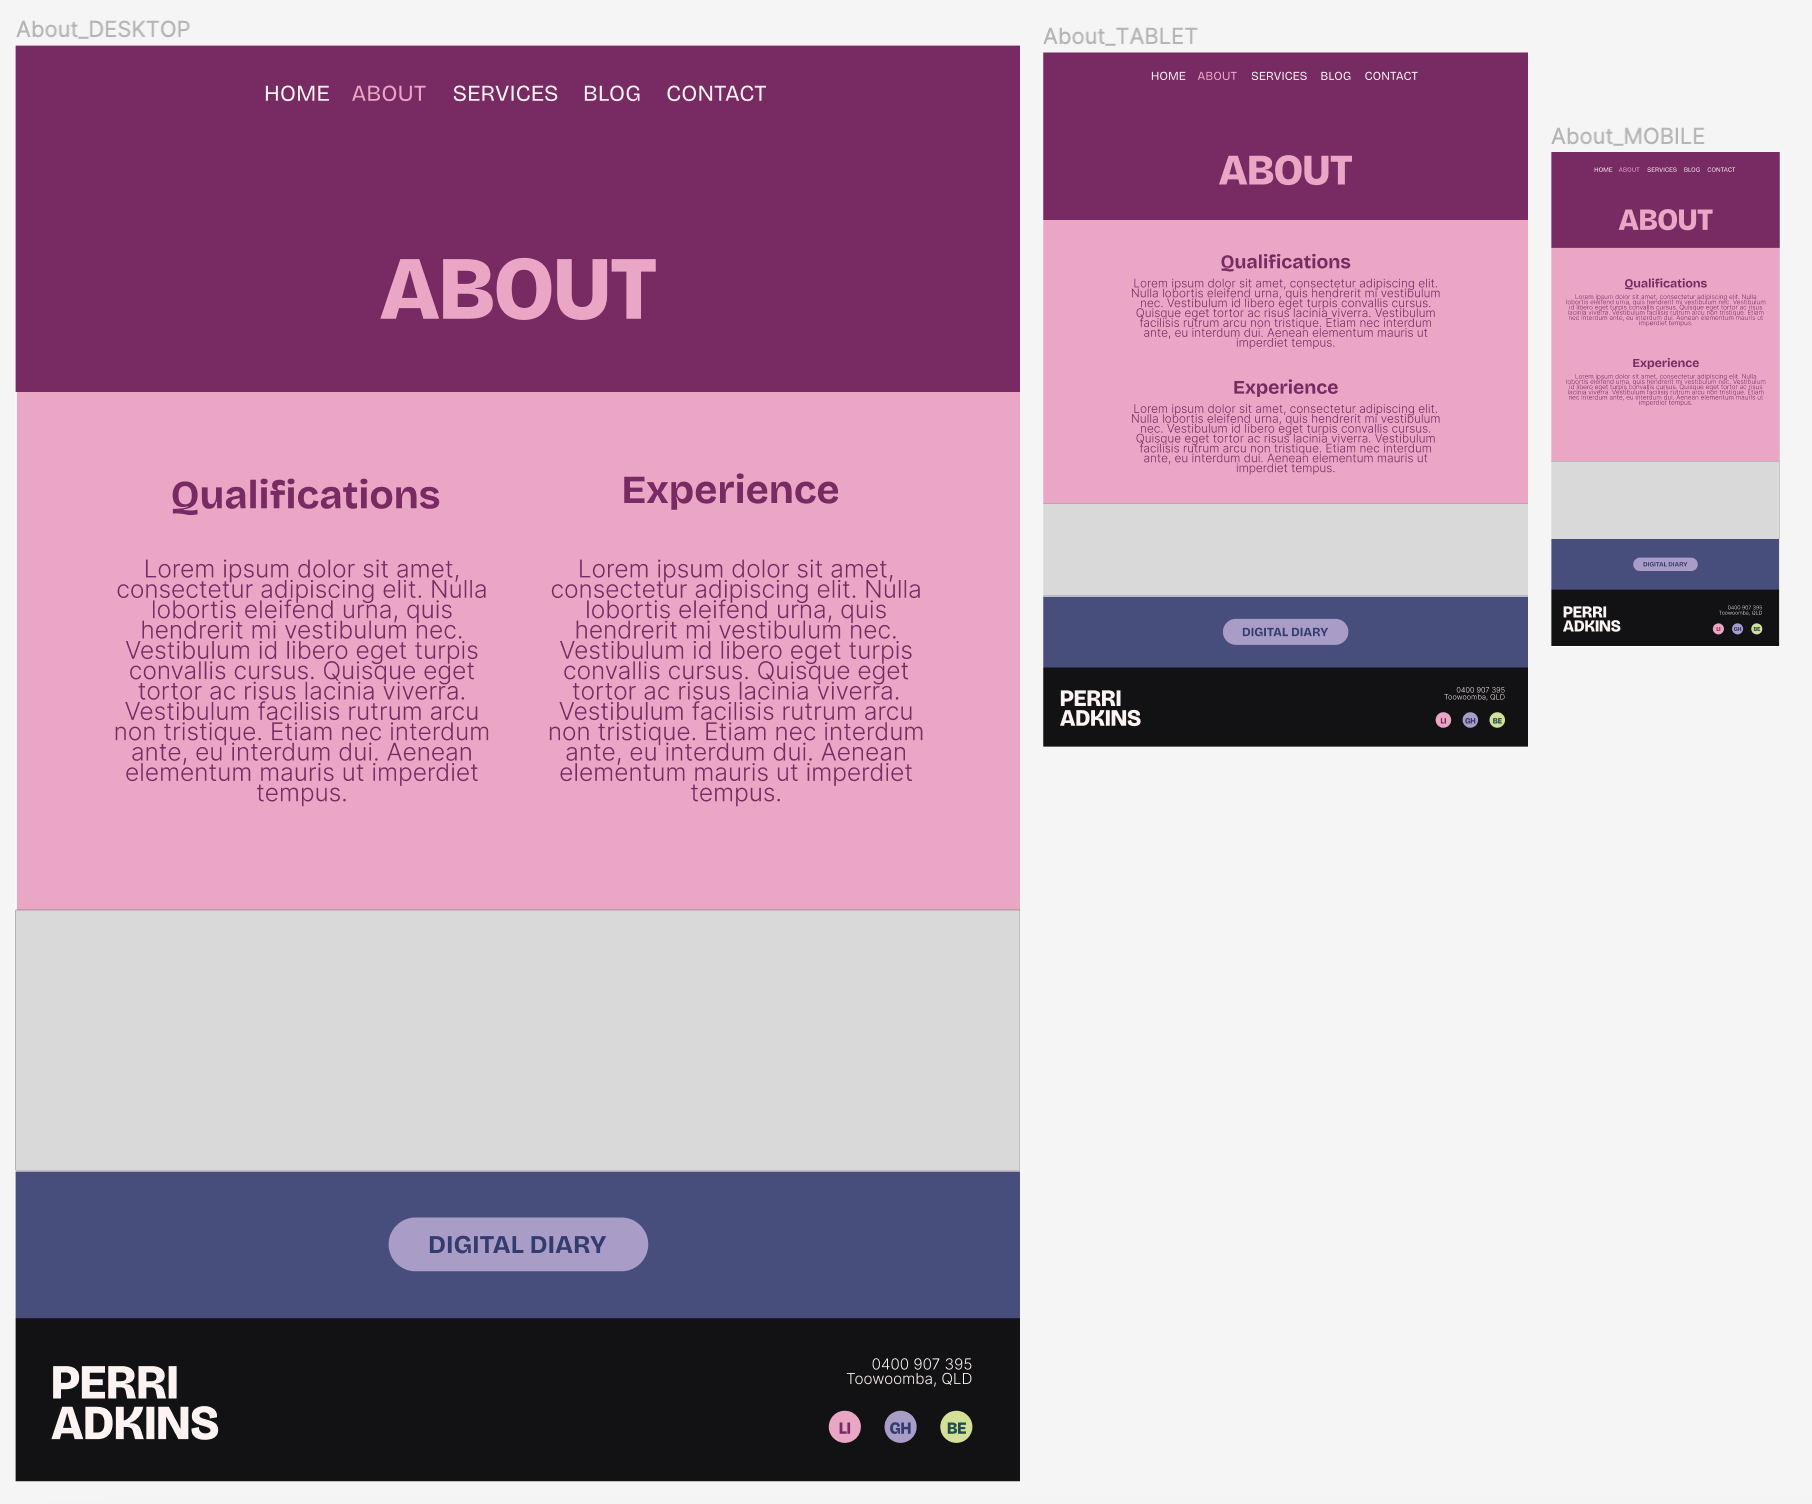 About_DESKTOP
HOME ABOUT SERVICES BLOG CONTACT
ABOUT
Qualifications
Lorem ipsum dolor sit amet,
consectetur adipiscing elit. Nulla
lobortis eleifend urna, quis
hendrerit mi vestibulum nec.
Vestibulum id libero eget turpis
convallis cursus. Quisque eget
tortor ac risus lacinia viverra.
Vestibulum facilisis rutrum arcu
non tristique. Etiam nec interdum
ante, eu interdum dui. Aenean
elementum mauris ut imperdiet
tempus.
Experience
Lorem ipsum dolor sit amet,
consectetur adipiscing elit. Nulla
lobortis eleifend urna, quis
hendrerit mi vestibulum nec.
Vestibulum id libero eget turpis
convallis cursus. Quisque eget
tortor ac risus lacinia viverra.
Vestibulum facilisis rutrum arcu
non tristique. Etiam nec interdum
ante, eu interdum dui. Aenean
elementum mauris ut imperdiet
tempus.
DIGITAL DIARY
PERRI
ADKINS
0400 907 395
Toowoomba, QLD
LI GH BE
About_TABLET
HOME ABOUT SERVICES BLOG CONTACT
ABOUT
Qualifications
Lorem ipsum dolor sit amet, consectetur adipiscing elit.
Nulla lobortis eleifend urna, quis hendrerit mi vestibulum
nec. Vestibulum id libero eget turpis convallis cursus.
Quisque eget tortor ac risus lacinia viverra. Vestibulum
facilisis rutrum arcu non tristique. Etiam nec interdum
ante, eu interdum dui. Aenean elementum mauris ut
imperdiet tempus.
Experience
Lorem ipsum dolor sit amet, consectetur adipiscing elit.
Nulla lobortis eleifend urna, quis hendrerit mi vestibulum
nec. Vestibulum id libero eget turpis convallis cursus.
Quisque eget tortor ac risus lacinia viverra. Vestibulum
facilisis rutrum arcu non tristique. Etiam nec interdum
ante, eu interdum dui. Aenean elementum mauris ut
imperdiet tempus.
DIGITAL DIARY
PERRI
ADKINS
0400 907 395
Toowoomba, QLD
LI GH BE
About_MOBILE
HOME ABOUT SERVICES BLOG CONTACT
ABOUT
Qualifications
Lorem ipsum dolor sit amet, consectetur adipiscing elit. Nulla
lobortis eleifend urna, quis hendrerit mi vestibulum nec. Vestibulum
id libero eget turpis convallis cursus. Quisque eget tortor ac risus
lacinia viverra. Vestibulum facilisis rutrum arcu non tristique. Etiam
nec interdum ante, eu interdum dui. Aenean elementum mauris ut
imperdiet tempus.
Experience
Lorem ipsum dolor sit amet, consectetur adipiscing elit. Nulla
lobortis eleifend urna, quis hendrerit mi vestibulum nec. Vestibulum
id libero eget turpis convallis cursus. Quisque eget tortor ac risus
lacinia viverra. Vestibulum facilisis rutrum arcu non tristique. Etiam
nec interdum ante, eu interdum dui. Aenean elementum mauris ut
imperdiet tempus.
DIGITAL DIARY
PERRI
ADKINS
0400 907 395
Toowoomba, QLD
LI GH BE